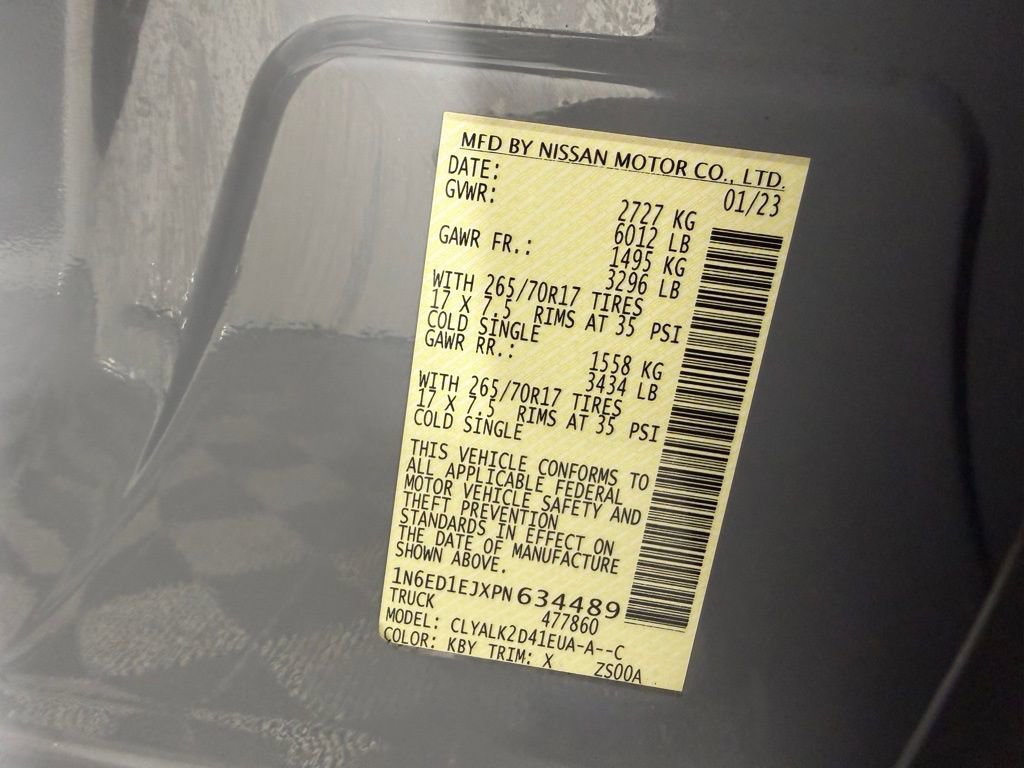 MFD BY NISSAN MOTOR CO., LTD.
DATE: 01/23
GVWR: 2727 KG
6012 LB
GAWR FR.: 1495 KG
3296 LB
WITH 265/70R17 TIRES
17 X 7.5 RIMS AT 35 PSI
COLD SINGLE
GAWR RR.: 1558 KG
3434 LB
WITH 265/70R17 TIRES
17 X 7.5 RIMS AT 35 PSI
COLD SINGLE
THIS VEHICLE CONFORMS TO
ALL APPLICABLE FEDERAL
MOTOR VEHICLE SAFETY AND
THEFT PREVENTION
STANDARDS IN EFFECT ON
THE DATE OF MANUFACTURE
SHOWN ABOVE.
1N6ED1EJXPN634489
TRUCK 477860
MODEL: CLYALK2D41EUA-A--C
COLOR: KBY TRIM: X ZS00A